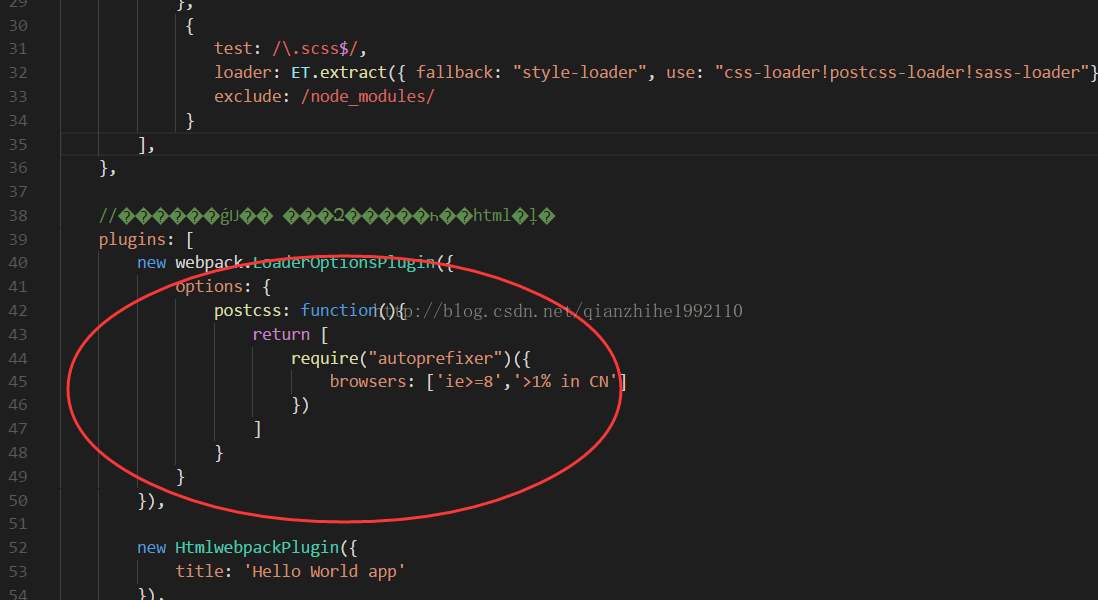 29 },
30 {
31 test: /\.scss$/,
32 loader: ET.extract({ fallback: "style-loader", use: "css-loader!postcss-loader!sass-loader"}
33 exclude: /node_modules/
34 }
35 ],
36 },
37
38 //������ǵļ�� ���Զ�����һ��html�ļ�
39 plugins: [
40 new webpack.LoaderOptionsPlugin({
41 options: {
42 postcss: function(){
http://blog.csdn.net/qianzhihe1992110
43 return [
44 require("autoprefixer")({
45 browsers: ['ie>=8','>1% in CN']
46 })
47 ]
48 }
49 }
50 }),
51
52 new HtmlwebpackPlugin({
53 title: 'Hello World app'
54 }),